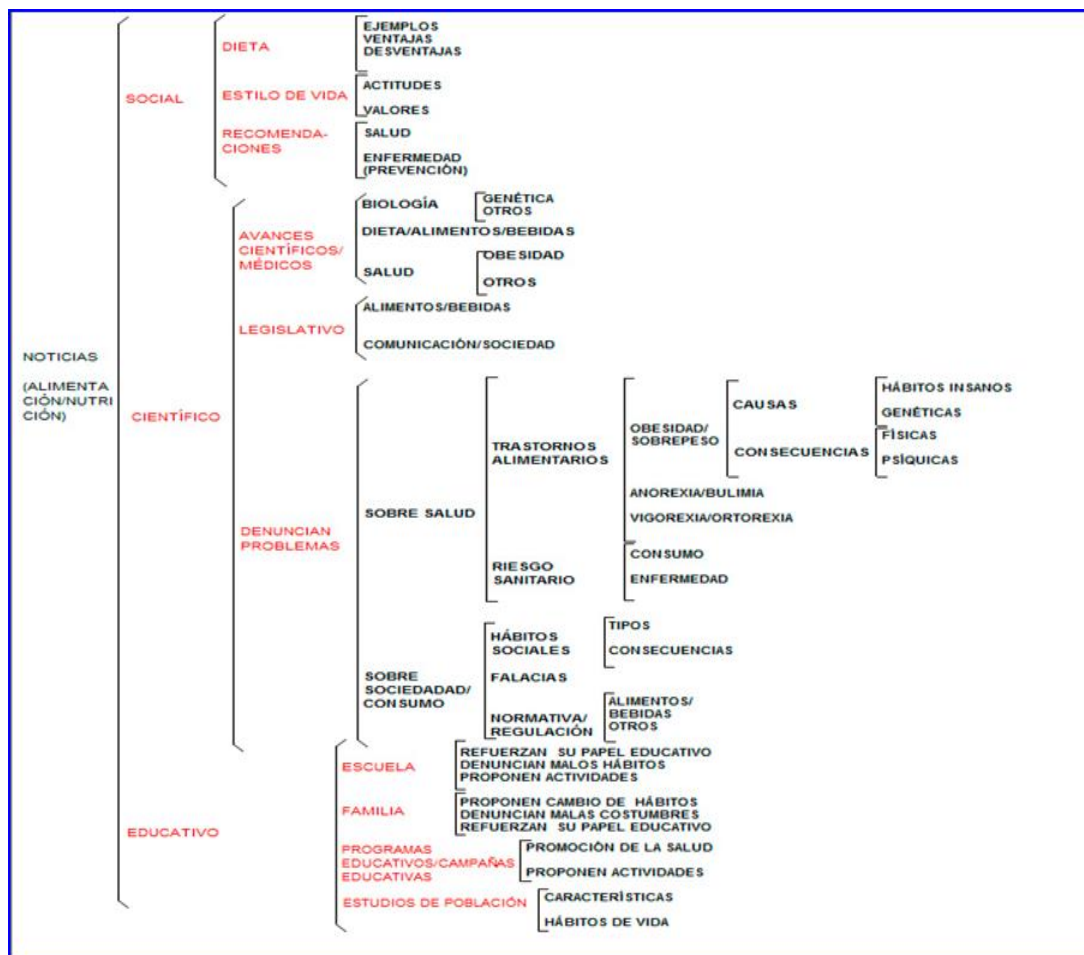 EJEMPLOS
VENTAJAS
DESVENTAJAS
DIETA
SOCIAL
ESTILO DE VIDA
ACTITUDES
VALORES
RECOMENDA-
CIONES
SALUD
ENFERMEDAD
(PREVENCIÓN)
NOTICIAS
(ALIMENTA
CIÓN/NUTRI
CIÓN)
CIENTÍFICO
AVANCES
CIENTÍFICOS/
MÉDICOS
BIOLOGÍA
GENÉTICA
OTROS
DIETA/ALIMENTOS/BEBIDAS
SALUD
OBESIDAD
OTROS
LEGISLATIVO
ALIMENTOS/BEBIDAS
COMUNICACIÓN/SOCIEDAD
DENUNCIAN
PROBLEMAS
SOBRE SALUD
TRASTORNOS
ALIMENTARIOS
OBESIDAD/
SOBREPESO
CAUSAS
HÁBITOS INSANOS
GENÉTICAS
CONSECUENCIAS
FÍSICAS
PSÍQUICAS
ANOREXIA/BULIMIA
VIGOREXIA/ORTOREXIA
RIESGO
SANITARIO
CONSUMO
ENFERMEDAD
SOBRE
SOCIEDADAD/
CONSUMO
HÁBITOS
SOCIALES
TIPOS
CONSECUENCIAS
FALACIAS
NORMATIVA/
REGULACIÓN
ALIMENTOS/
BEBIDAS
OTROS
EDUCATIVO
ESCUELA
REFUERZAN SU PAPEL EDUCATIVO
DENUNCIAN MALOS HÁBITOS
PROPONEN ACTIVIDADES
FAMILIA
PROPONEN CAMBIO DE HÁBITOS
DENUNCIAN MALAS COSTUMBRES
REFUERZAN SU PAPEL EDUCATIVO
PROGRAMAS
EDUCATIVOS/CAMPAÑAS
EDUCATIVAS
PROMOCIÓN DE LA SALUD
PROPONEN ACTIVIDADES
ESTUDIOS DE POBLACIÓN
CARACTERÍSTICAS
HÁBITOS DE VIDA